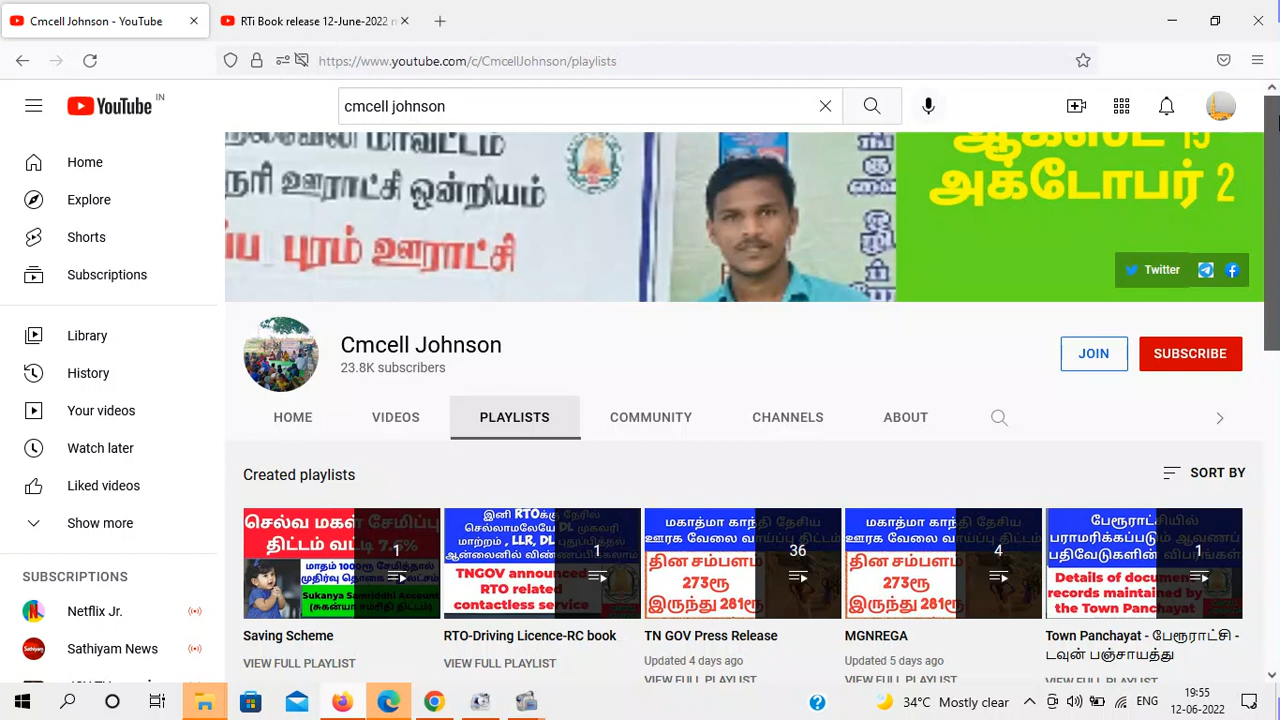 Cmcell Johnson - YouTube
RTi Book release 12-June-2022
https://www.youtube.com/c/CmcellJohnson/playlists
YouTube IN
cmcell johnson
மாவட்டம்
ஊராட்சி ஒன்றியம்
புரம் ஊராட்சி
ஆகஸ்ட் 15
அக்டோபர் 2
Twitter
Home
Explore
Shorts
Subscriptions
Library
History
Your videos
Watch later
Liked videos
Show more
SUBSCRIPTIONS
Netflix Jr.
Sathiyam News
Cmcell Johnson
23.8K subscribers
JOIN
SUBSCRIBE
HOME
VIDEOS
PLAYLISTS
COMMUNITY
CHANNELS
ABOUT
Created playlists
SORT BY
செல்வ மகள் சேமிப்பு
திட்டம் வட்டி 7.6%
மாதம் 1000ரூ சேமித்தால்
Sukanya Samriddhi Account
(சுகன்யா சம்ரிதி திட்டம்)
1
Saving Scheme
VIEW FULL PLAYLIST
இனி RTOக்கு நேரில்
செல்லாமலேயே DL முகவரி
மாற்றம் , LLR, DL புதுப்பித்தல்
TNGOV announced
RTO related
contactless service
1
RTO-Driving Licence-RC book
VIEW FULL PLAYLIST
மகாத்மா காந்தி தேசிய
ஊரக வேலை வாய்ப்பு திட்டம்
தின சம்பளம்
273ரூ
இருந்து 281ரூ
36
TN GOV Press Release
Updated 4 days ago
VIEW FULL PLAYLIST
மகாத்மா காந்தி தேசிய
ஊரக வேலை வாய்ப்பு திட்டம்
தின சம்பளம்
273ரூ
இருந்து 281ரூ
4
MGNREGA
Updated 5 days ago
VIEW FULL PLAYLIST
பேரூராட்சியில்
பராமரிக்கப்படும் ஆவண
பதிவேடுகளின் விபரங்கள்
Details of document
records maintained by
the Town Panchayat
1
Town Panchayat - பேரூராட்சி -
டவுன் பஞ்சாயத்து
VIEW FULL PLAYLIST
34°C Mostly clear
ENG
19:55
12-06-2022